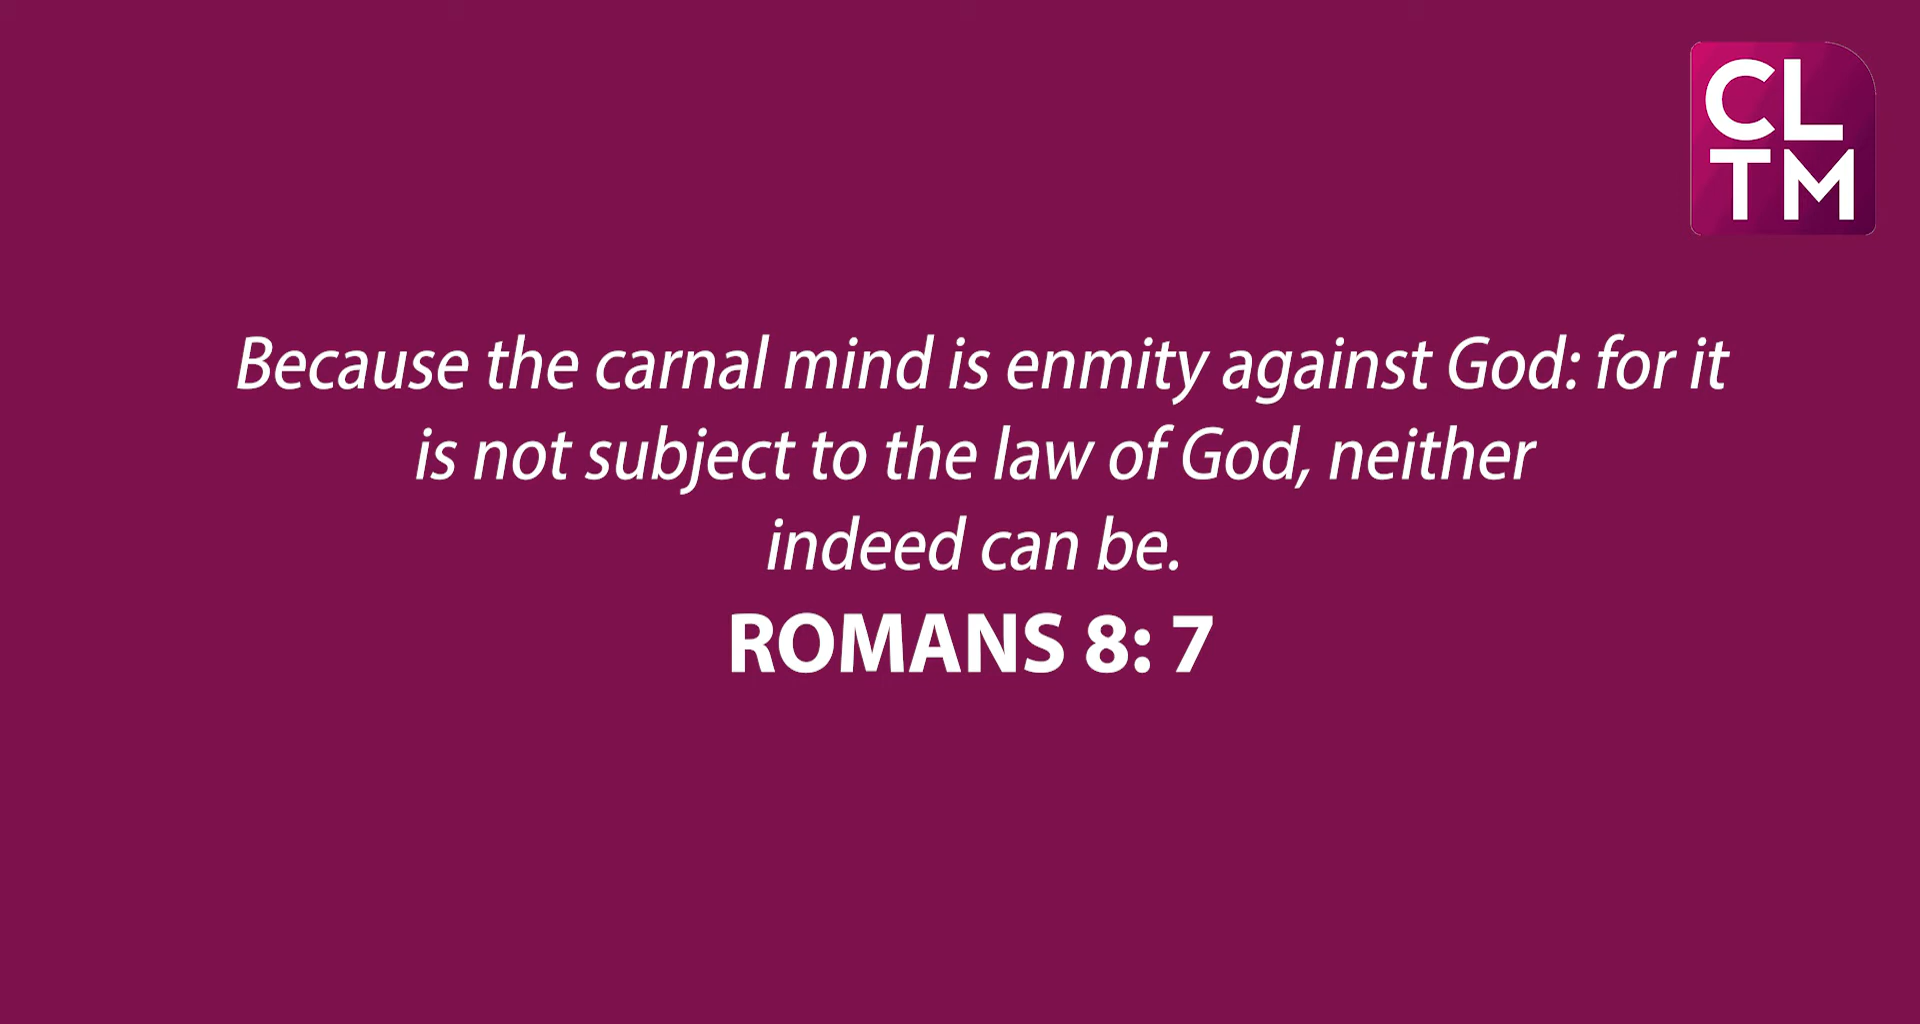 CL
TM
Because the carnal mind is enmity against God: for it
is not subject to the law of God, neither
indeed can be.
ROMANS 8: 7